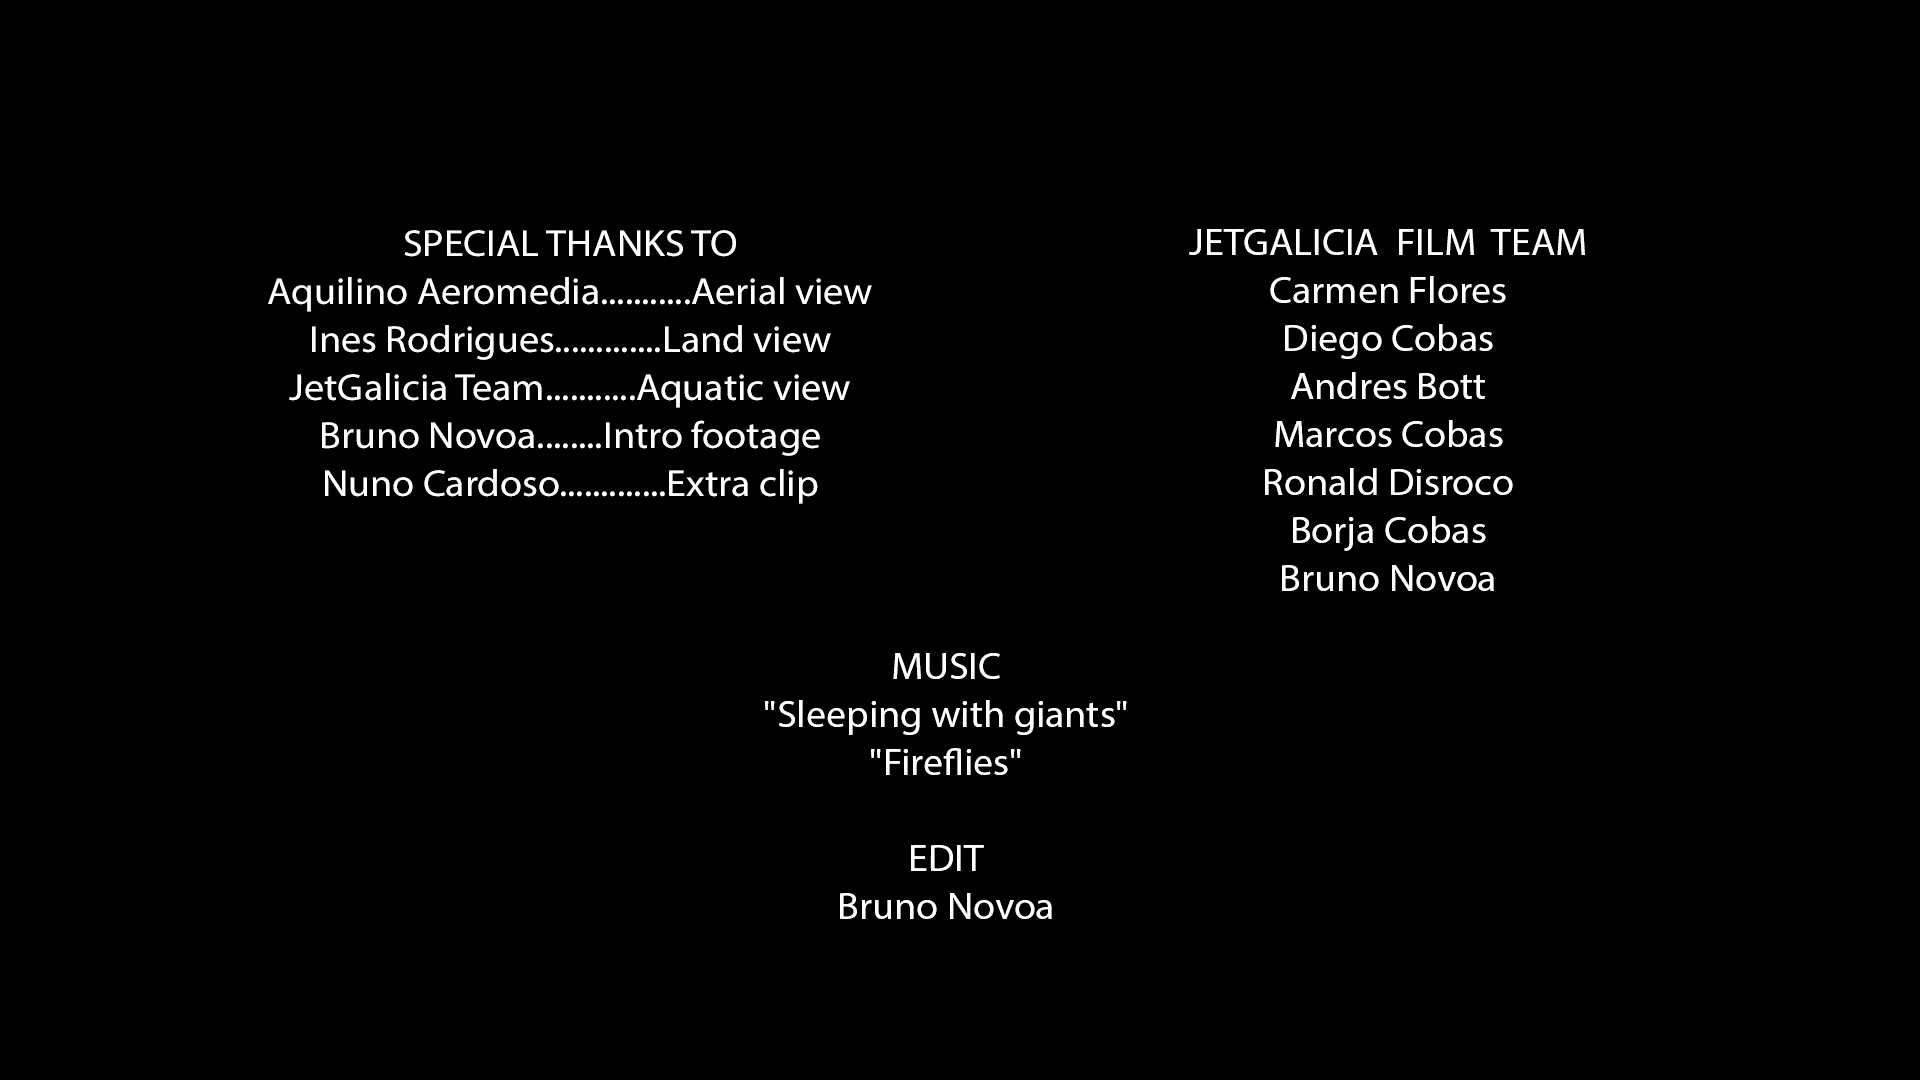 SPECIAL THANKS TO
Aquilino Aeromedia...........Aerial view
Ines Rodrigues.............Land view
JetGalicia Team...........Aquatic view
Bruno Novoa........Intro footage
Nuno Cardoso.............Extra clip
JETGALICIA FILM TEAM
Carmen Flores
Diego Cobas
Andres Bott
Marcos Cobas
Ronald Disroco
Borja Cobas
Bruno Novoa
MUSIC
"Sleeping with giants"
"Fireflies"
EDIT
Bruno Novoa